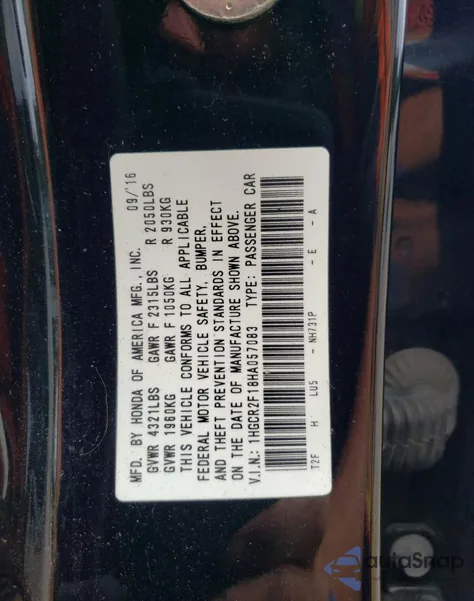 MFD. BY HONDA OF AMERICA MFG., INC. 09/16
GVWR 4321LBS GAWR F 2315LBS R 2050LBS
GVWR 1960KG GAWR F 1050KG R 930KG
THIS VEHICLE CONFORMS TO ALL APPLICABLE
FEDERAL MOTOR VEHICLE SAFETY, BUMPER,
AND THEFT PREVENTION STANDARDS IN EFFECT
ON THE DATE OF MANUFACTURE SHOWN ABOVE.
V.I.N.: 1HGCR2F18HA057083 TYPE: PASSENGER CAR
T2F H LU5 - NH731P - E - A
autoSnap